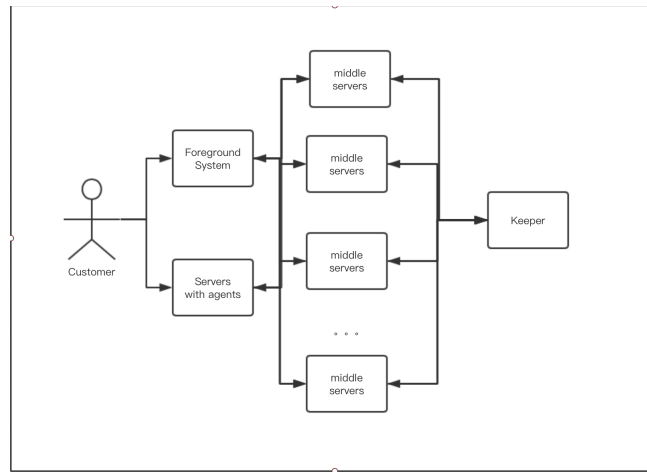 middle
servers
Foreground
System
middle
servers
Keeper
Customer
middle
servers
Servers
with agents
。。。
middle
servers